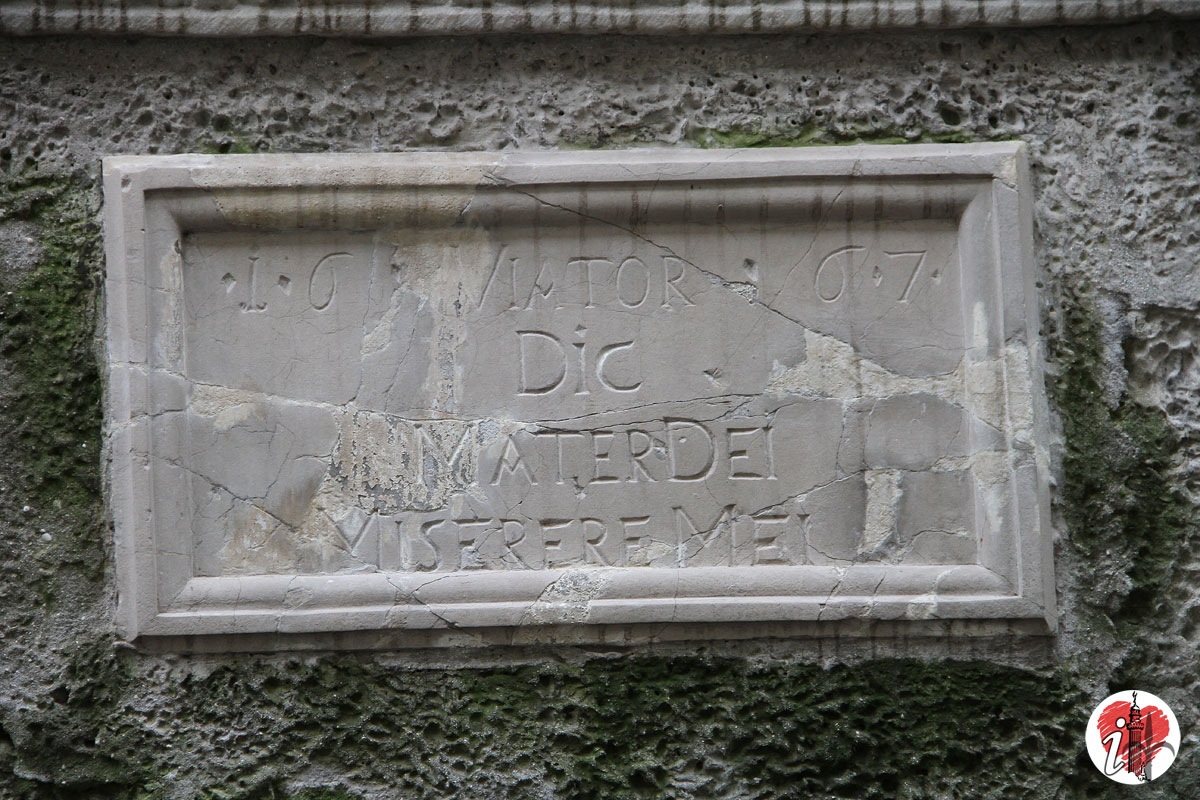 ·1·6 · VIATOR · 6·7·
DIC
MATER DEI
MISERERE MEI